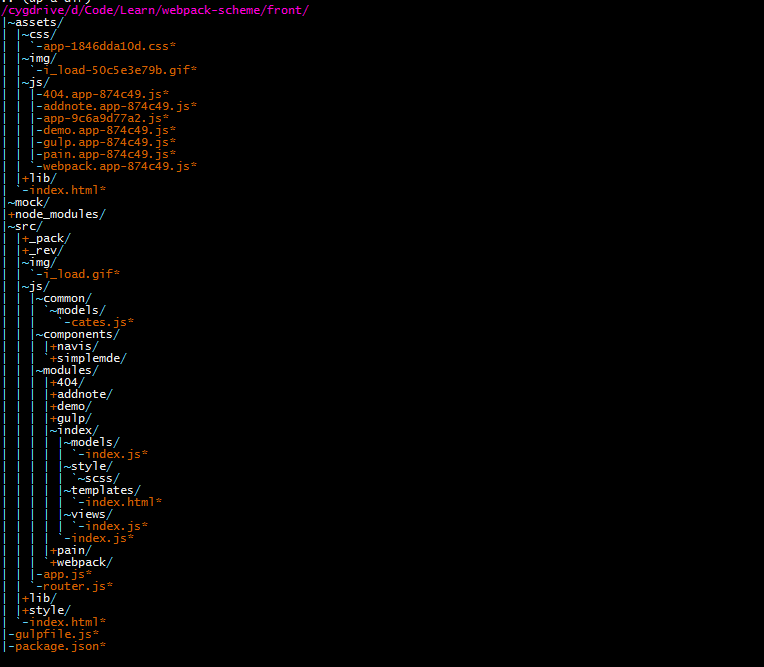 .. (up a dir)
/cygdrive/d/Code/Learn/webpack-scheme/front/
|~assets/
| |~css/
| | `-app-1846dda10d.css*
| |~img/
| | `-i_load-50c5e3e79b.gif*
| |~js/
| | |-404.app-874c49.js*
| | |-addnote.app-874c49.js*
| | |-app-9c6a9d77a2.js*
| | |-demo.app-874c49.js*
| | |-gulp.app-874c49.js*
| | |-pain.app-874c49.js*
| | `-webpack.app-874c49.js*
| |+lib/
| `-index.html*
|~mock/
|+node_modules/
|~src/
| |+_pack/
| |+_rev/
| |~img/
| | `-i_load.gif*
| |~js/
| | |~common/
| | | `~models/
| | |   `-cates.js*
| | |~components/
| | | |+navis/
| | | `+simplemde/
| | |~modules/
| | | |+404/
| | | |+addnote/
| | | |+demo/
| | | |+gulp/
| | | |~index/
| | | | |~models/
| | | | | `-index.js*
| | | | |~style/
| | | | | `~scss/
| | | | |~templates/
| | | | | `-index.html*
| | | | |~views/
| | | | | `-index.js*
| | | | `-index.js*
| | | |+pain/
| | | `+webpack/
| | |-app.js*
| | `-router.js*
| |+lib/
| |+style/
| `-index.html*
|-gulpfile.js*
|-package.json*